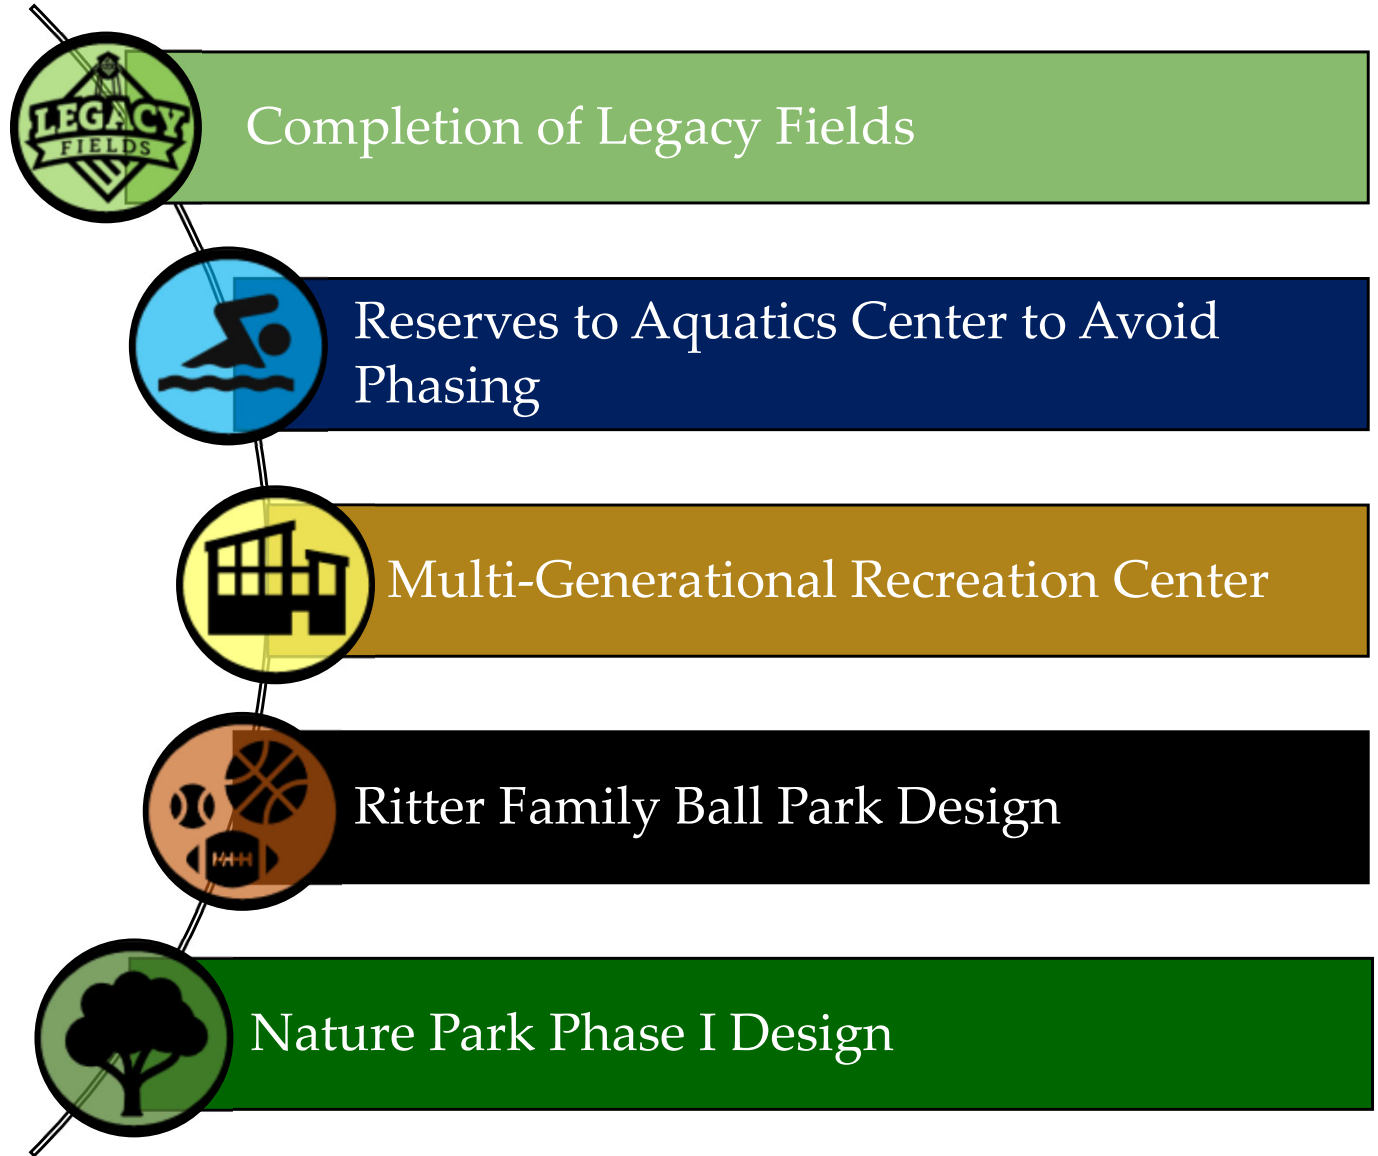 LEGACY
FIELDS
Completion of Legacy Fields
Reserves to Aquatics Center to Avoid
Phasing
Multi-Generational Recreation Center
Ritter Family Ball Park Design
Nature Park Phase I Design